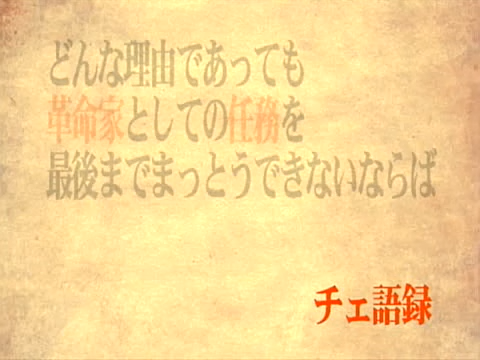 どんな理由であっても
革命家としての任務を
最後までまっとうできないならば
チェ語録